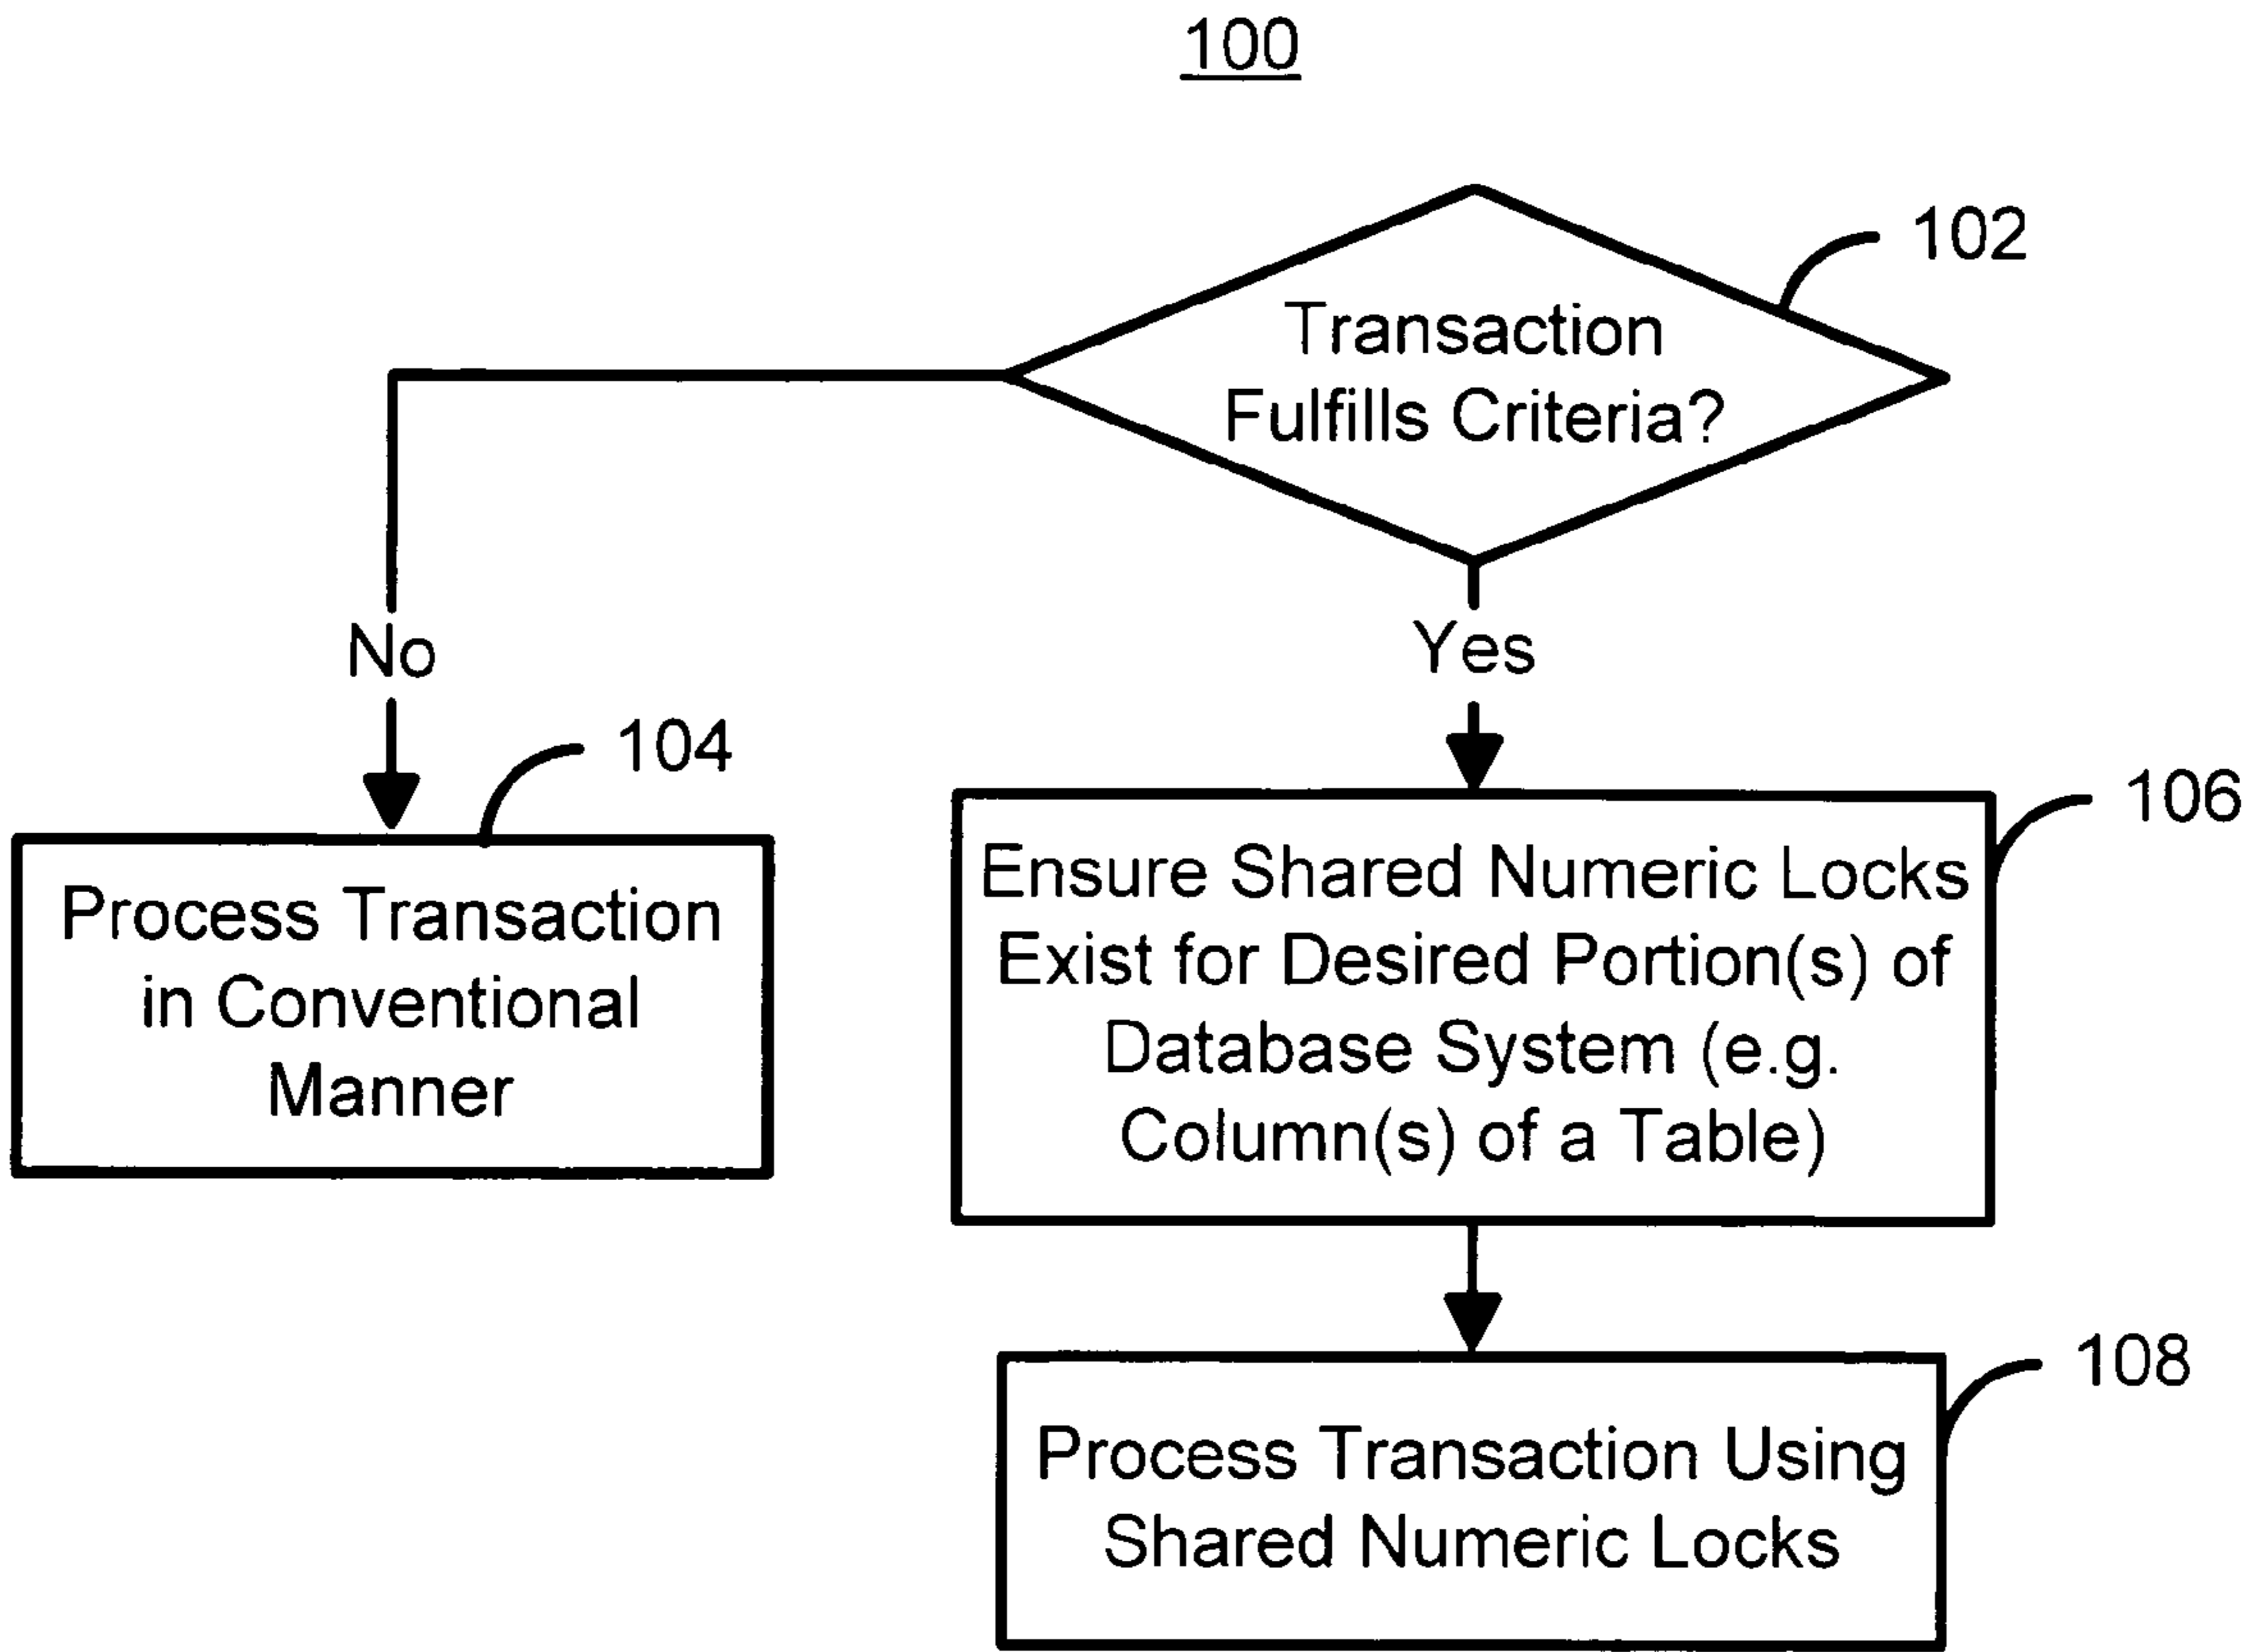 100
102
Transaction
Fulfills Criteria?
No
Yes
104
106
Process Transaction
in Conventional
Manner
Ensure Shared Numeric Locks
Exist for Desired Portion(s) of
Database System (e.g.
Column(s) of a Table)
108
Process Transaction Using
Shared Numeric Locks